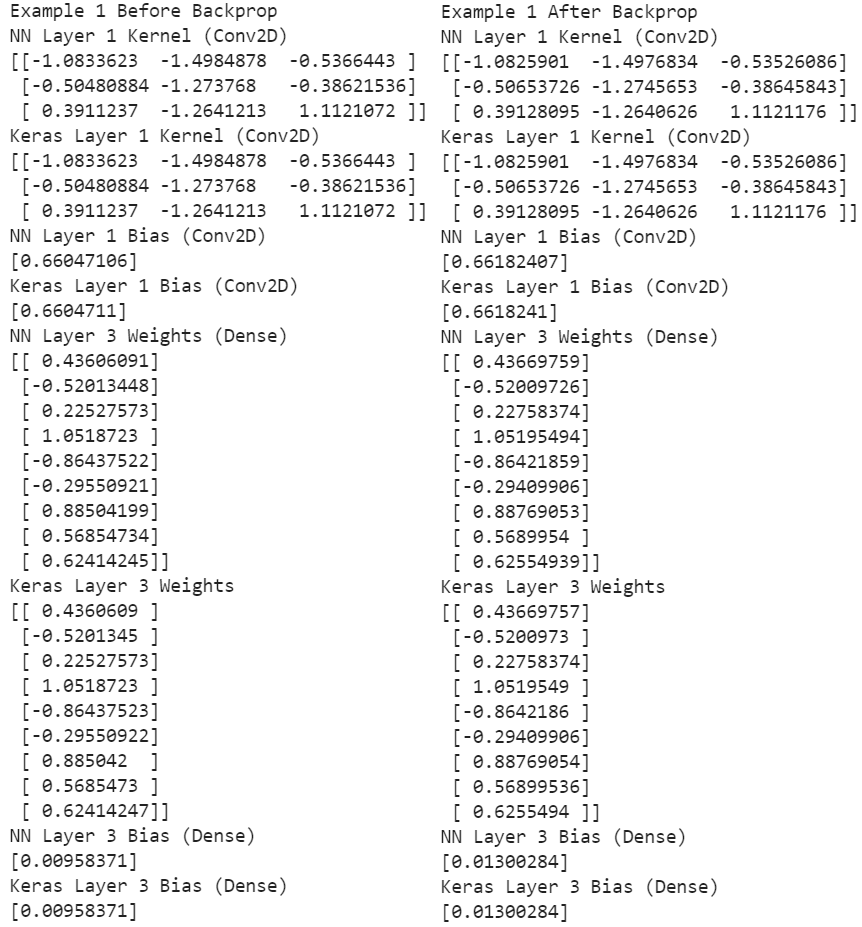 Example 1 Before Backprop
NN Layer 1 Kernel (Conv2D)
[[-1.0833623  -1.4984878  -0.5366443 ]
 [-0.50480884 -1.273768   -0.38621536]
 [ 0.3911237  -1.2641213   1.1121072 ]]
Keras Layer 1 Kernel (Conv2D)
[[-1.0833623  -1.4984878  -0.5366443 ]
 [-0.50480884 -1.273768   -0.38621536]
 [ 0.3911237  -1.2641213   1.1121072 ]]
NN Layer 1 Bias (Conv2D)
[0.66047106]
Keras Layer 1 Bias (Conv2D)
[0.6604711]
NN Layer 3 Weights (Dense)
[[ 0.43606091]
 [-0.52013448]
 [ 0.22527573]
 [ 1.0518723 ]
 [-0.86437522]
 [-0.29550921]
 [ 0.88504199]
 [ 0.56854734]
 [ 0.62414245]]
Keras Layer 3 Weights
[[ 0.4360609 ]
 [-0.5201345 ]
 [ 0.22527573]
 [ 1.0518723 ]
 [-0.86437523]
 [-0.29550922]
 [ 0.885042  ]
 [ 0.5685473 ]
 [ 0.62414247]]
NN Layer 3 Bias (Dense)
[0.00958371]
Keras Layer 3 Bias (Dense)
[0.00958371]
Example 1 After Backprop
NN Layer 1 Kernel (Conv2D)
[[-1.0825901  -1.4976834  -0.53526086]
 [-0.50653726 -1.2745653  -0.38645843]
 [ 0.39128095 -1.2640626   1.1121176 ]]
Keras Layer 1 Kernel (Conv2D)
[[-1.0825901  -1.4976834  -0.53526086]
 [-0.50653726 -1.2745653  -0.38645843]
 [ 0.39128095 -1.2640626   1.1121176 ]]
NN Layer 1 Bias (Conv2D)
[0.66182407]
Keras Layer 1 Bias (Conv2D)
[0.6618241]
NN Layer 3 Weights (Dense)
[[ 0.43669759]
 [-0.52009726]
 [ 0.22758374]
 [ 1.05195494]
 [-0.86421859]
 [-0.29409906]
 [ 0.88769053]
 [ 0.5689954 ]
 [ 0.62554939]]
Keras Layer 3 Weights
[[ 0.43669757]
 [-0.5200973 ]
 [ 0.22758374]
 [ 1.0519549 ]
 [-0.8642186 ]
 [-0.29409906]
 [ 0.88769054]
 [ 0.56899536]
 [ 0.6255494 ]]
NN Layer 3 Bias (Dense)
[0.01300284]
Keras Layer 3 Bias (Dense)
[0.01300284]